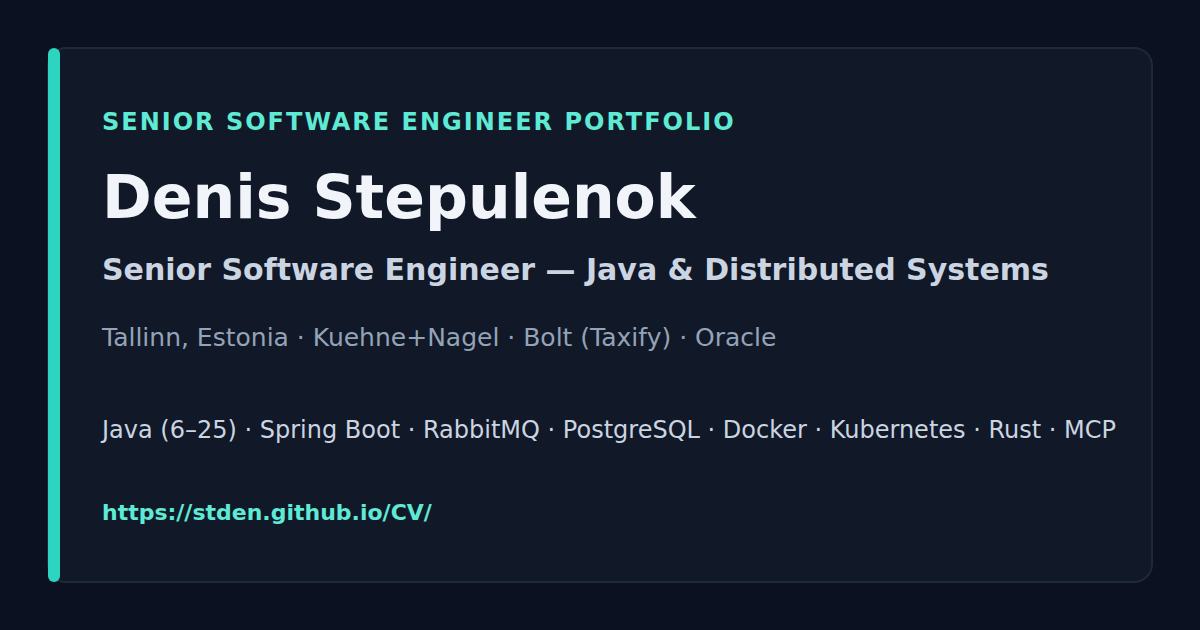 SENIOR SOFTWARE ENGINEER PORTFOLIO
Denis Stepulenok
Senior Software Engineer — Java & Distributed Systems
Tallinn, Estonia · Kuehne+Nagel · Bolt (Taxify) · Oracle
Java (6–25) · Spring Boot · RabbitMQ · PostgreSQL · Docker · Kubernetes · Rust · MCP
https://stden.github.io/CV/